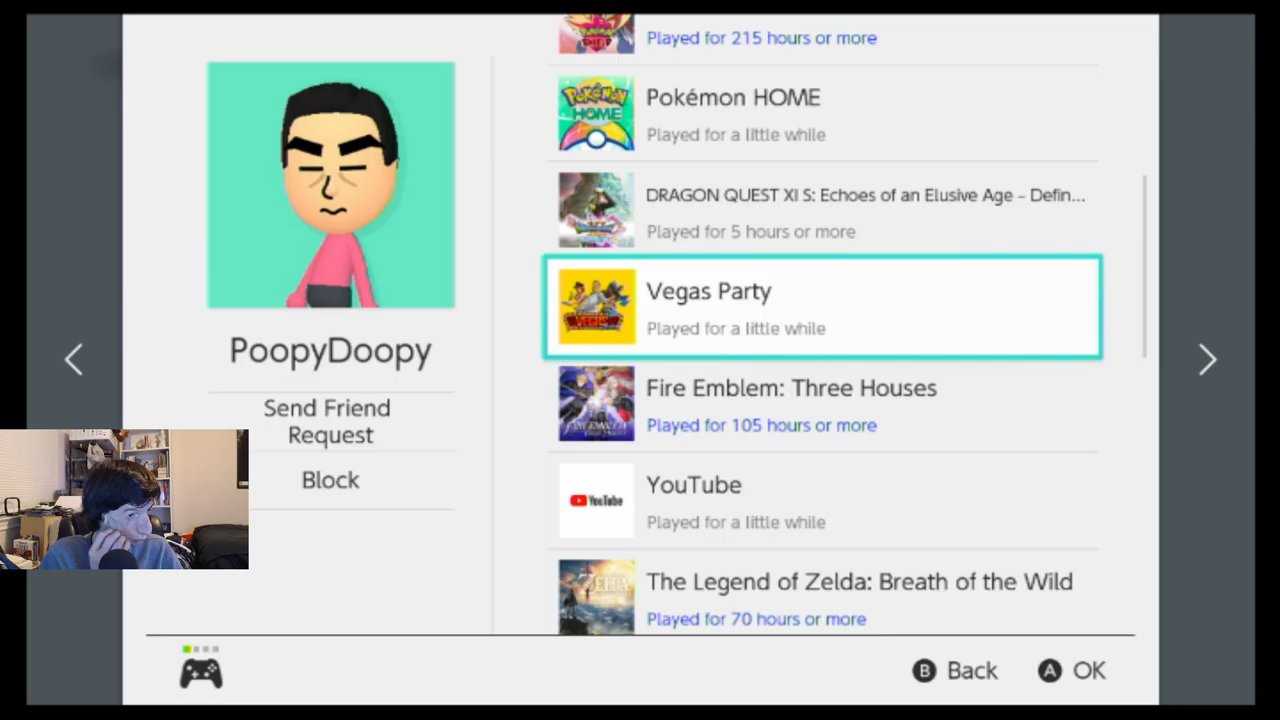 Played for 215 hours or more
Pokémon HOME
Played for a little while
DRAGON QUEST XI S: Echoes of an Elusive Age – Defin...
Played for 5 hours or more
Vegas Party
Played for a little while
Fire Emblem: Three Houses
Played for 105 hours or more
YouTube
YouTube
Played for a little while
The Legend of Zelda: Breath of the Wild
Played for 70 hours or more
PoopyDoopy
Send Friend
Request
Block
B Back
A OK